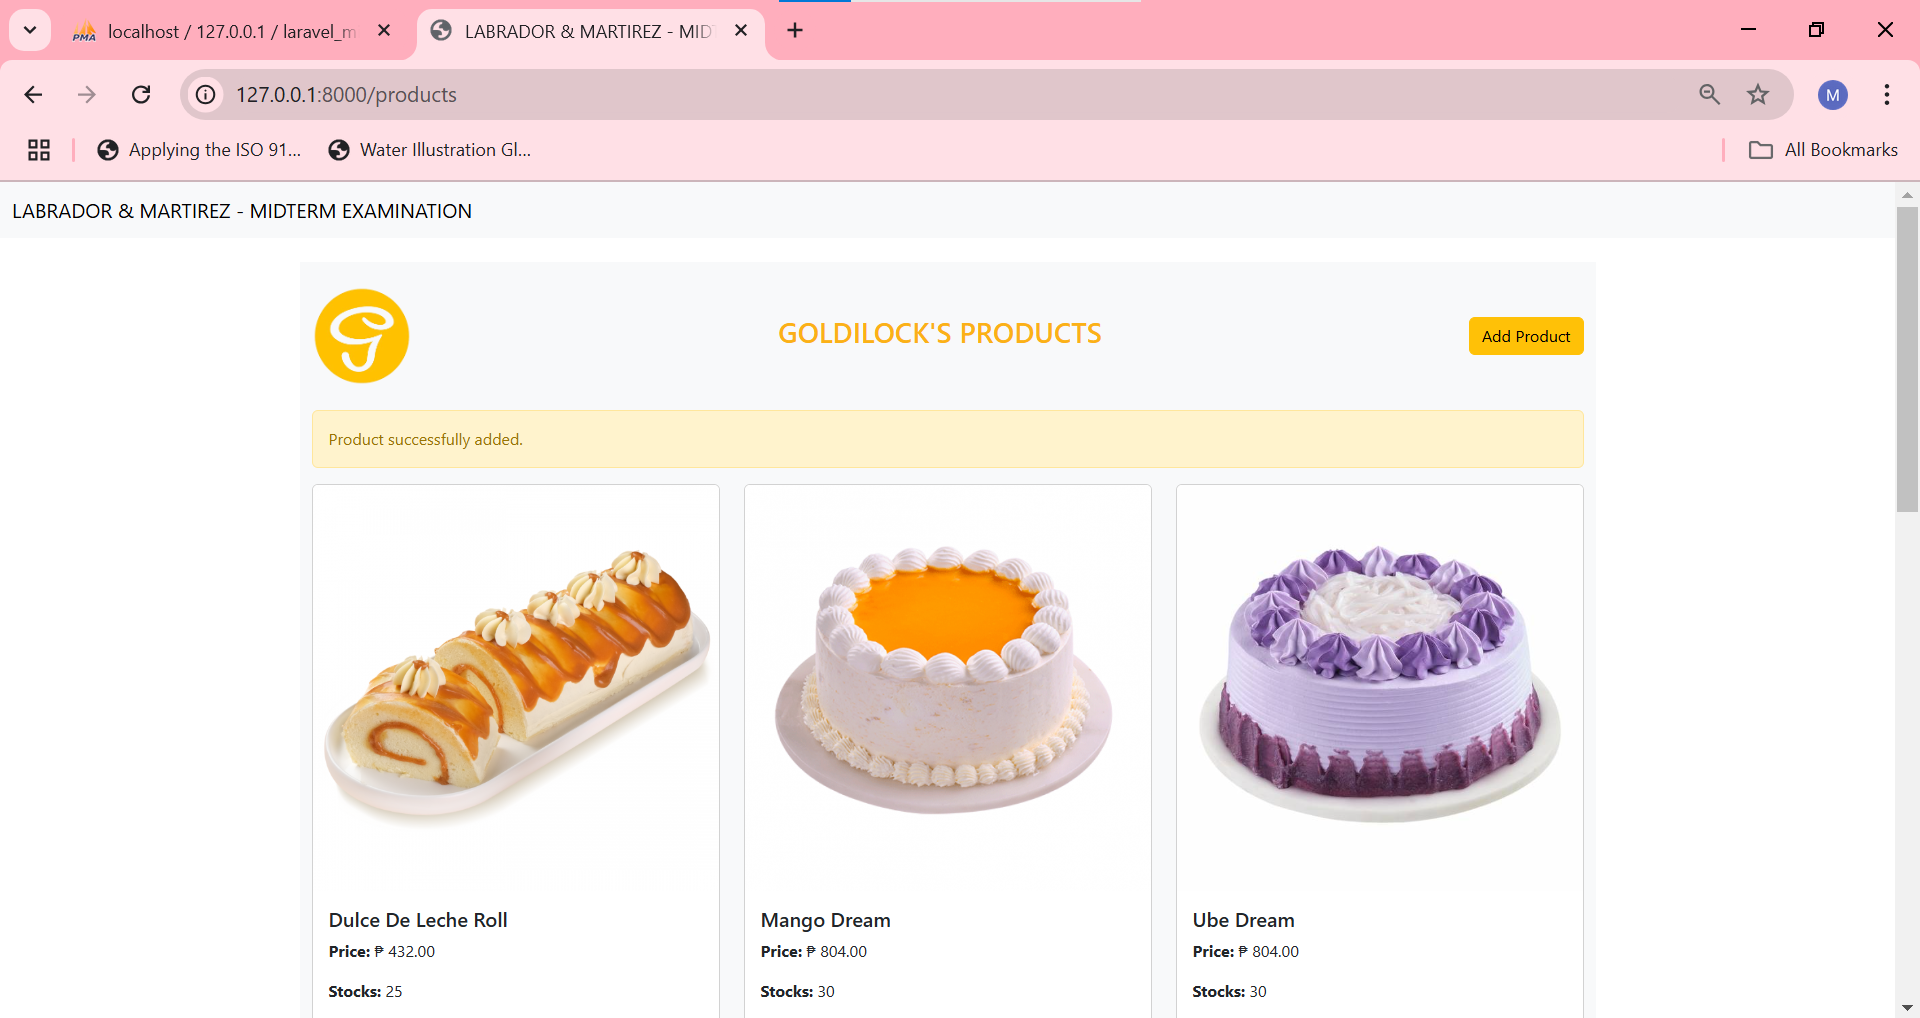 localhost / 127.0.0.1 / laravel_m
LABRADOR & MARTIREZ - MID
127.0.0.1:8000/products
M
Applying the ISO 91...
Water Illustration Gl...
All Bookmarks
LABRADOR & MARTIREZ - MIDTERM EXAMINATION
GOLDILOCK'S PRODUCTS
Add Product
Product successfully added.
Dulce De Leche Roll
Price: ₱ 432.00
Stocks: 25
Mango Dream
Price: ₱ 804.00
Stocks: 30
Ube Dream
Price: ₱ 804.00
Stocks: 30
PMA
G